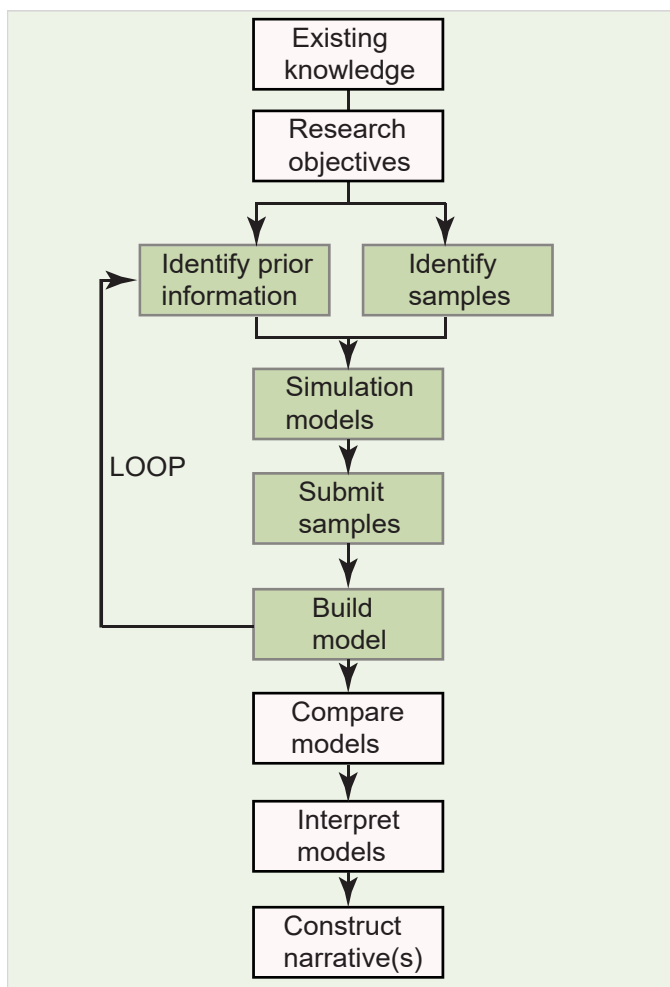 Existing
knowledge
Research
objectives
Identify prior
information
Identify
samples
Simulation
models
LOOP
Submit
samples
Build
model
Compare
models
Interpret
models
Construct
narrative(s)